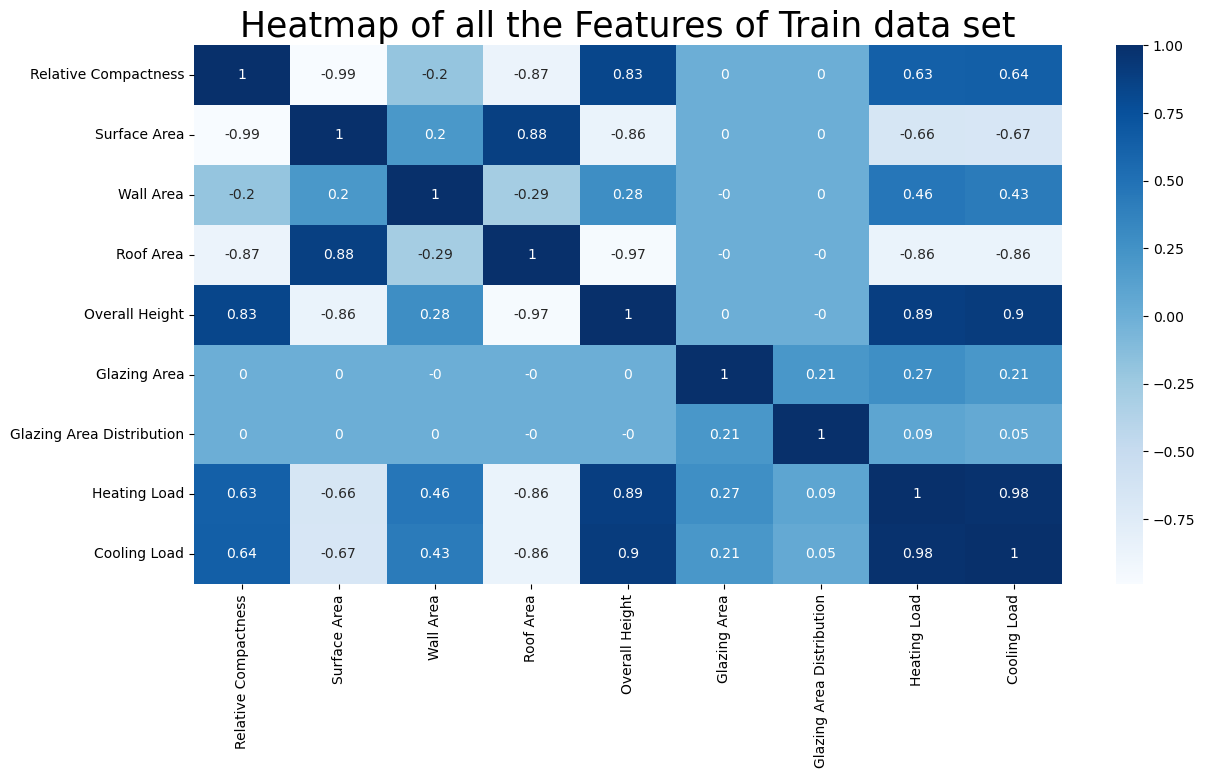 Heatmap of all the Features of Train data set
Relative Compactness 1 -0.99 -0.2 -0.87 0.83 0 0 0.63 0.64
Surface Area -0.99 1 0.2 0.88 -0.86 0 0 -0.66 -0.67
Wall Area -0.2 0.2 1 -0.29 0.28 -0 0 0.46 0.43
Roof Area -0.87 0.88 -0.29 1 -0.97 -0 -0 -0.86 -0.86
Overall Height 0.83 -0.86 0.28 -0.97 1 0 -0 0.89 0.9
Glazing Area 0 0 -0 -0 0 1 0.21 0.27 0.21
Glazing Area Distribution 0 0 0 -0 -0 0.21 1 0.09 0.05
Heating Load 0.63 -0.66 0.46 -0.86 0.89 0.27 0.09 1 0.98
Cooling Load 0.64 -0.67 0.43 -0.86 0.9 0.21 0.05 0.98 1
Relative Compactness
Surface Area
Wall Area
Roof Area
Overall Height
Glazing Area
Glazing Area Distribution
Heating Load
Cooling Load
1.00
0.75
0.50
0.25
0.00
−0.25
−0.50
−0.75